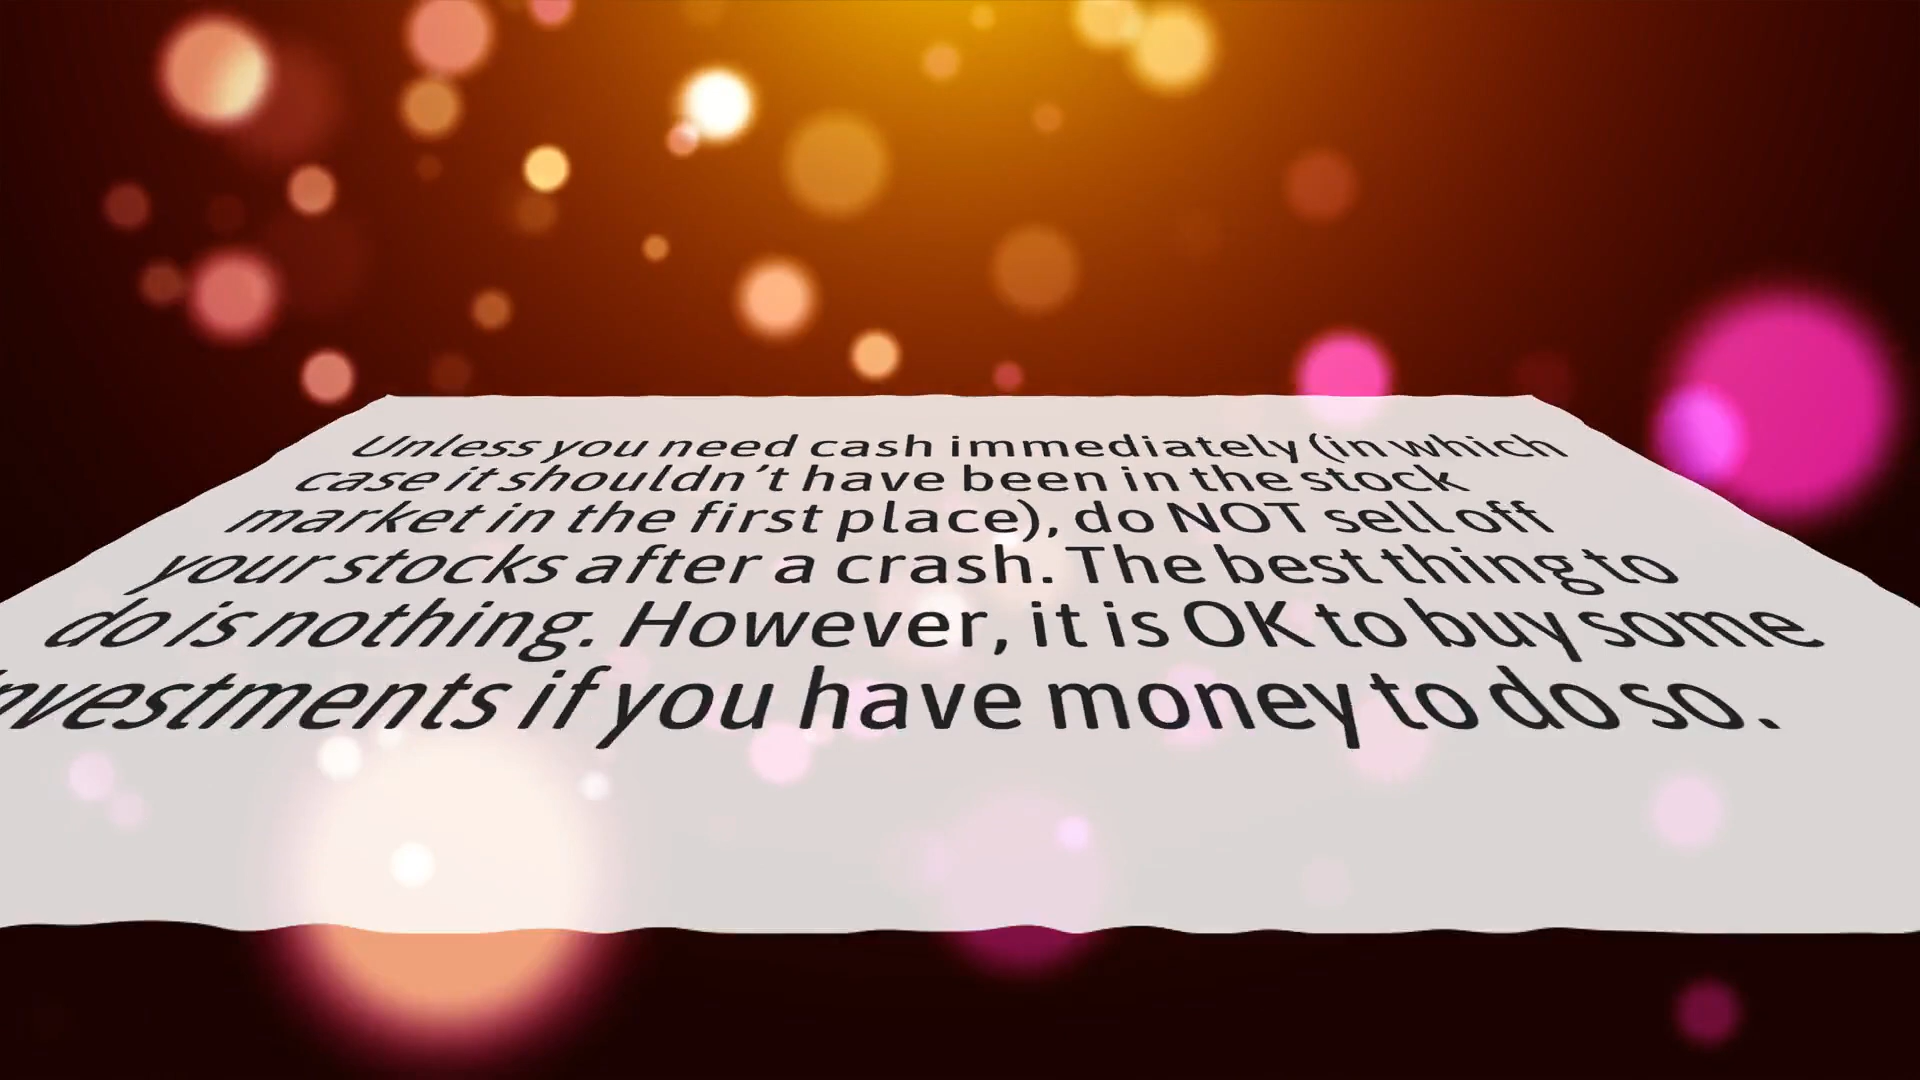 Unless you need cash immediately (in which
case it shouldn’t have been in the stock
market in the first place), do NOT sell off
your stocks after a crash. The best thing to
do is nothing. However, it is OK to buy some
investments if you have money to do so.